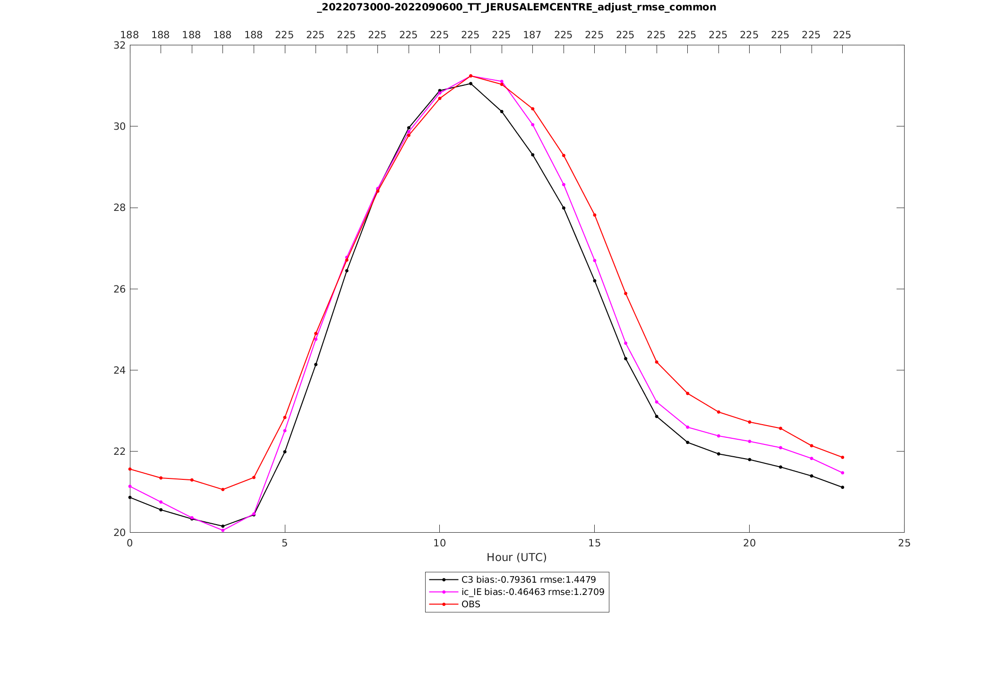 _2022073000-2022090600_TT_JERUSALEMCENTRE_adjust_rmse_common
188 188 188 188 188 225 225 225 225 225 225 225 225 187 225 225 225 225 225 225 225 225 225 225
32
30
28
26
24
22
20
0 5 10 15 20 25
Hour (UTC)
C3 bias:-0.79361 rmse:1.4479
ic_IE bias:-0.46463 rmse:1.2709
OBS